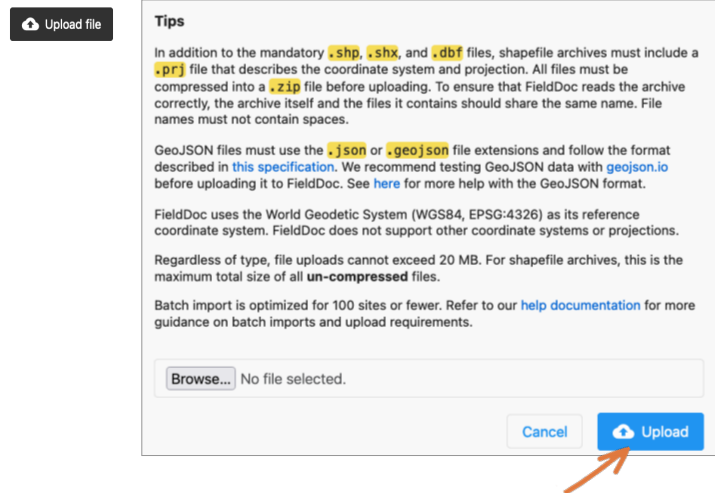 Upload file
Tips
In addition to the mandatory .shp, .shx, and .dbf files, shapefile archives must include a
.prj file that describes the coordinate system and projection. All files must be
compressed into a .zip file before uploading. To ensure that FieldDoc reads the archive
correctly, the archive itself and the files it contains should share the same name. File
names must not contain spaces.
GeoJSON files must use the .json or .geojson file extensions and follow the format
described in this specification. We recommend testing GeoJSON data with geojson.io
before uploading it to FieldDoc. See here for more help with the GeoJSON format.
FieldDoc uses the World Geodetic System (WGS84, EPSG:4326) as its reference
coordinate system. FieldDoc does not support other coordinate systems or projections.
Regardless of type, file uploads cannot exceed 20 MB. For shapefile archives, this is the
maximum total size of all un-compressed files.
Batch import is optimized for 100 sites or fewer. Refer to our help documentation for more
guidance on batch imports and upload requirements.
Browse... No file selected.
Cancel Upload